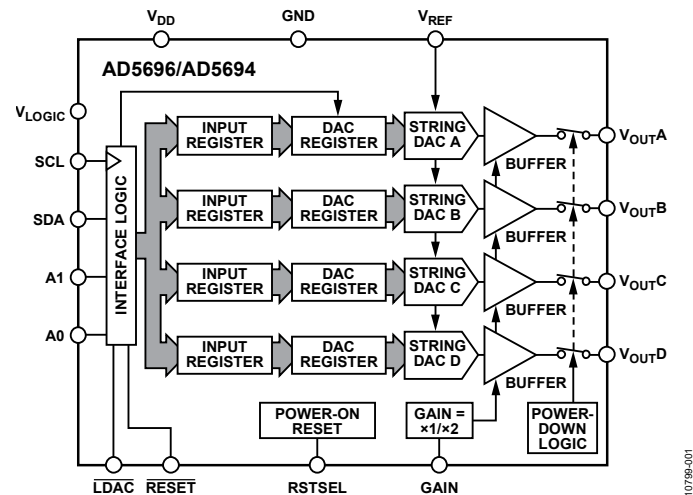 VDD
GND
VREF
AD5696/AD5694
VLOGIC
SCL
SDA
A1
A0
INTERFACE LOGIC
INPUT
REGISTER
DAC
REGISTER
STRING
DAC A
BUFFER
VOUTA
INPUT
REGISTER
DAC
REGISTER
STRING
DAC B
BUFFER
VOUTB
INPUT
REGISTER
DAC
REGISTER
STRING
DAC C
BUFFER
VOUTC
INPUT
REGISTER
DAC
REGISTER
STRING
DAC D
BUFFER
VOUTD
POWER-ON
RESET
GAIN =
×1/×2
POWER-
DOWN
LOGIC
LDAC
RESET
RSTSEL
GAIN
10799-001